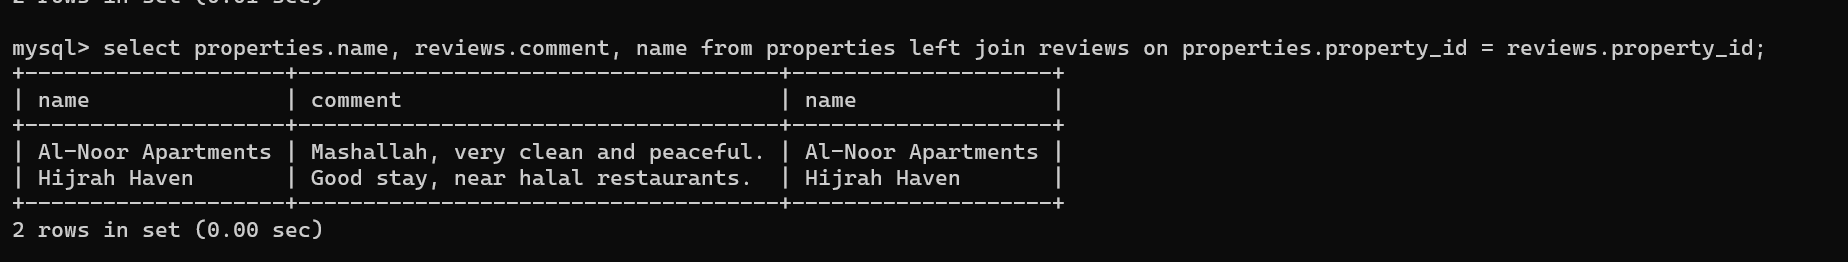 2 rows in set (0.01 sec)
mysql> select properties.name, reviews.comment, name from properties left join reviews on properties.property_id = reviews.property_id;
+--------------------+-------------------------------------+--------------------+
| name               | comment                             | name               |
+--------------------+-------------------------------------+--------------------+
| Al-Noor Apartments | Mashallah, very clean and peaceful. | Al-Noor Apartments |
| Hijrah Haven       | Good stay, near halal restaurants.  | Hijrah Haven       |
+--------------------+-------------------------------------+--------------------+
2 rows in set (0.00 sec)